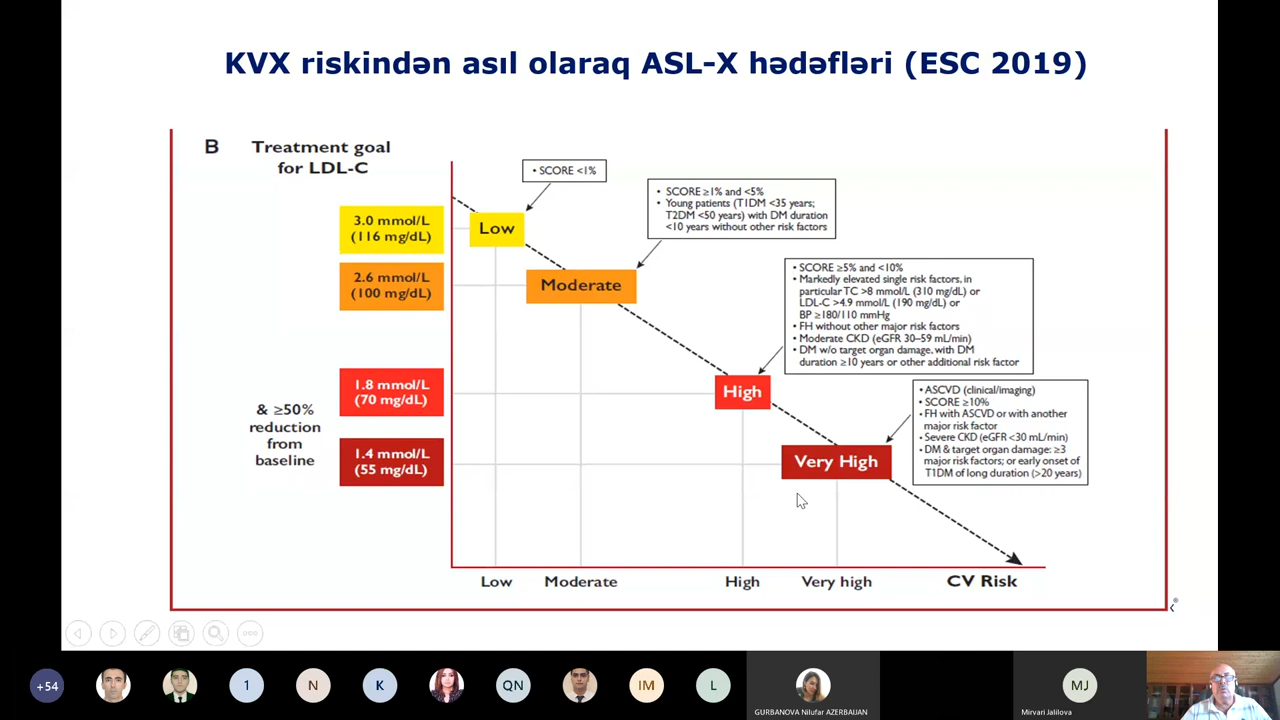 KVX riskindən asıl olaraq ASL-X hədəfləri (ESC 2019)
B
Treatment goal
for LDL-C
• SCORE <1%
• SCORE ≥1% and <5%
• Young patients (T1DM <35 years;
T2DM <50 years) with DM duration
<10 years without other risk factors
3.0 mmol/L
(116 mg/dL)
Low
2.6 mmol/L
(100 mg/dL)
Moderate
• SCORE ≥5% and <10%
• Markedly elevated single risk factors, in
particular TC >8 mmol/L (310 mg/dL) or
LDL-C >4.9 mmol/L (190 mg/dL) or
BP ≥180/110 mmHg
• FH without other major risk factors
• Moderate CKD (eGFR 30–59 mL/min)
• DM w/o target organ damage, with DM
duration ≥10 years or other additional risk factor
1.8 mmol/L
(70 mg/dL)
High
& ≥50%
reduction
from
baseline
• ASCVD (clinical/imaging)
• SCORE ≥10%
• FH with ASCVD or with another
major risk factor
• Severe CKD (eGFR <30 mL/min)
• DM & target organ damage: ≥3
major risk factors; or early onset of
T1DM of long duration (>20 years)
1.4 mmol/L
(55 mg/dL)
Very High
Low
Moderate
High
Very high
CV Risk
+54
1
N
K
QN
IM
L
GURBANOVA Nilufar AZERBAIJAN
MJ
Mirvari Jalilova